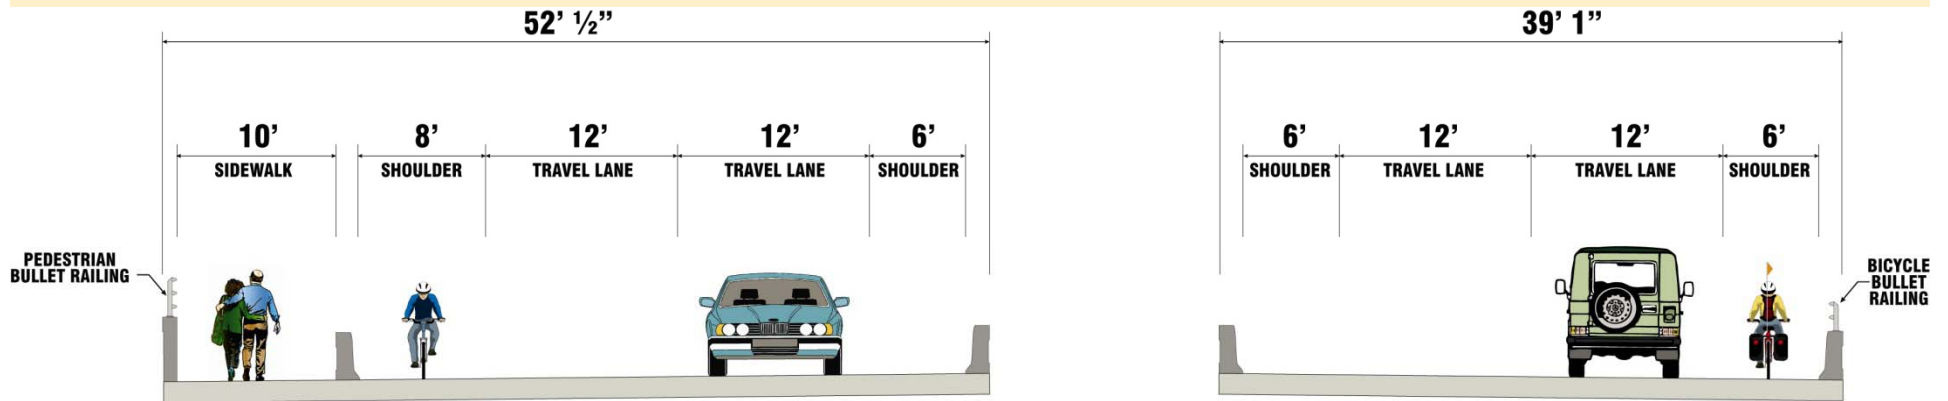 52’ ½”
39’ 1”
10’
8’
12’
12’
6’
6’
12’
12’
6’
SIDEWALK
SHOULDER
TRAVEL LANE
TRAVEL LANE
SHOULDER
SHOULDER
TRAVEL LANE
TRAVEL LANE
SHOULDER
PEDESTRIAN
BULLET RAILING
BICYCLE
BULLET
RAILING